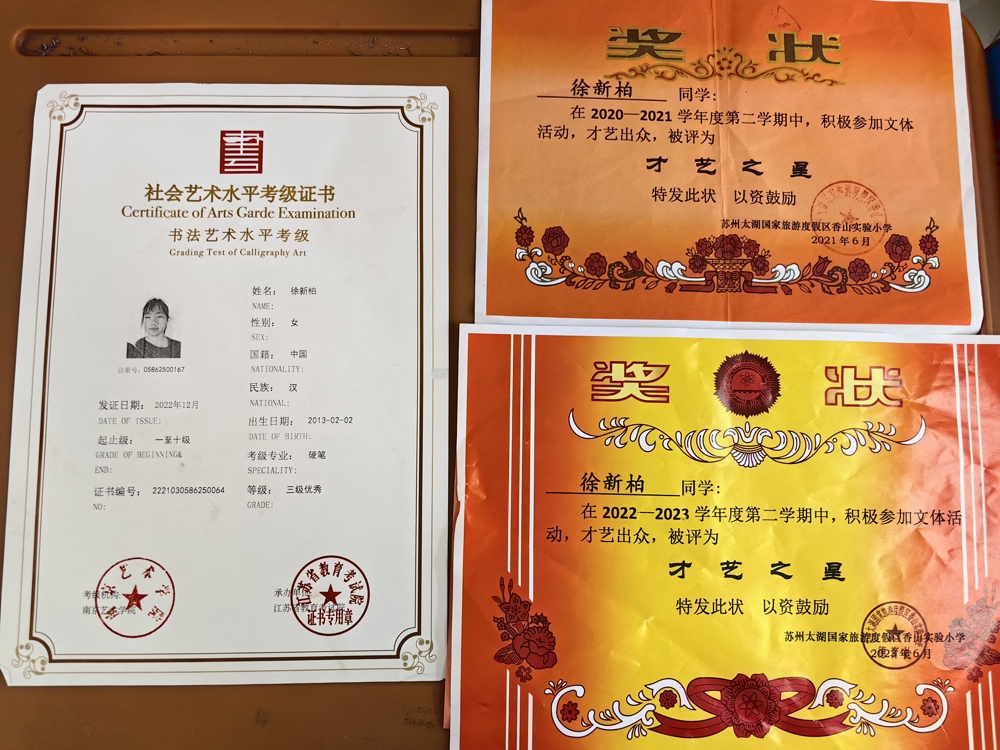 社会艺术水平考级证书
Certificate of Arts Garde Examination
书法艺术水平考级
Grading Test of Calligraphy Art
姓名: 徐新柏
NAME:
性别: 女
SEX:
国籍: 中国
NATIONALITY:
民族: 汉
NATIONAL:
注册号: 05862500167
发证日期: 2022年12月
DATE OF ISSUE:
出生日期: 2013-02-02
DATE OF BIRTH:
起止级: 一至十级
GRADE OF BEGINNING&
END:
考级专业: 硬笔
SPECIALITY:
证书编号: 2221030586250064
NO:
等级: 三级优秀
GRADE:
考级机构:
南京艺术学院
承办单位:
江苏省教育考试院
江苏省教育考试院
证书专用章
奖 状
徐新柏 同学:
在 2020—2021 学年度第二学期中，积极参加文体
活动，才艺出众，被评为
才艺之星
特发此状 以资鼓励
苏州太湖国家旅游度假区香山实验小学
2021 年 6 月
奖 状
徐新柏 同学:
在 2022—2023 学年度第二学期中，积极参加文体活
动，才艺出众，被评为
才艺之星
特发此状 以资鼓励
苏州太湖国家旅游度假区香山实验小学
2023 年 6 月